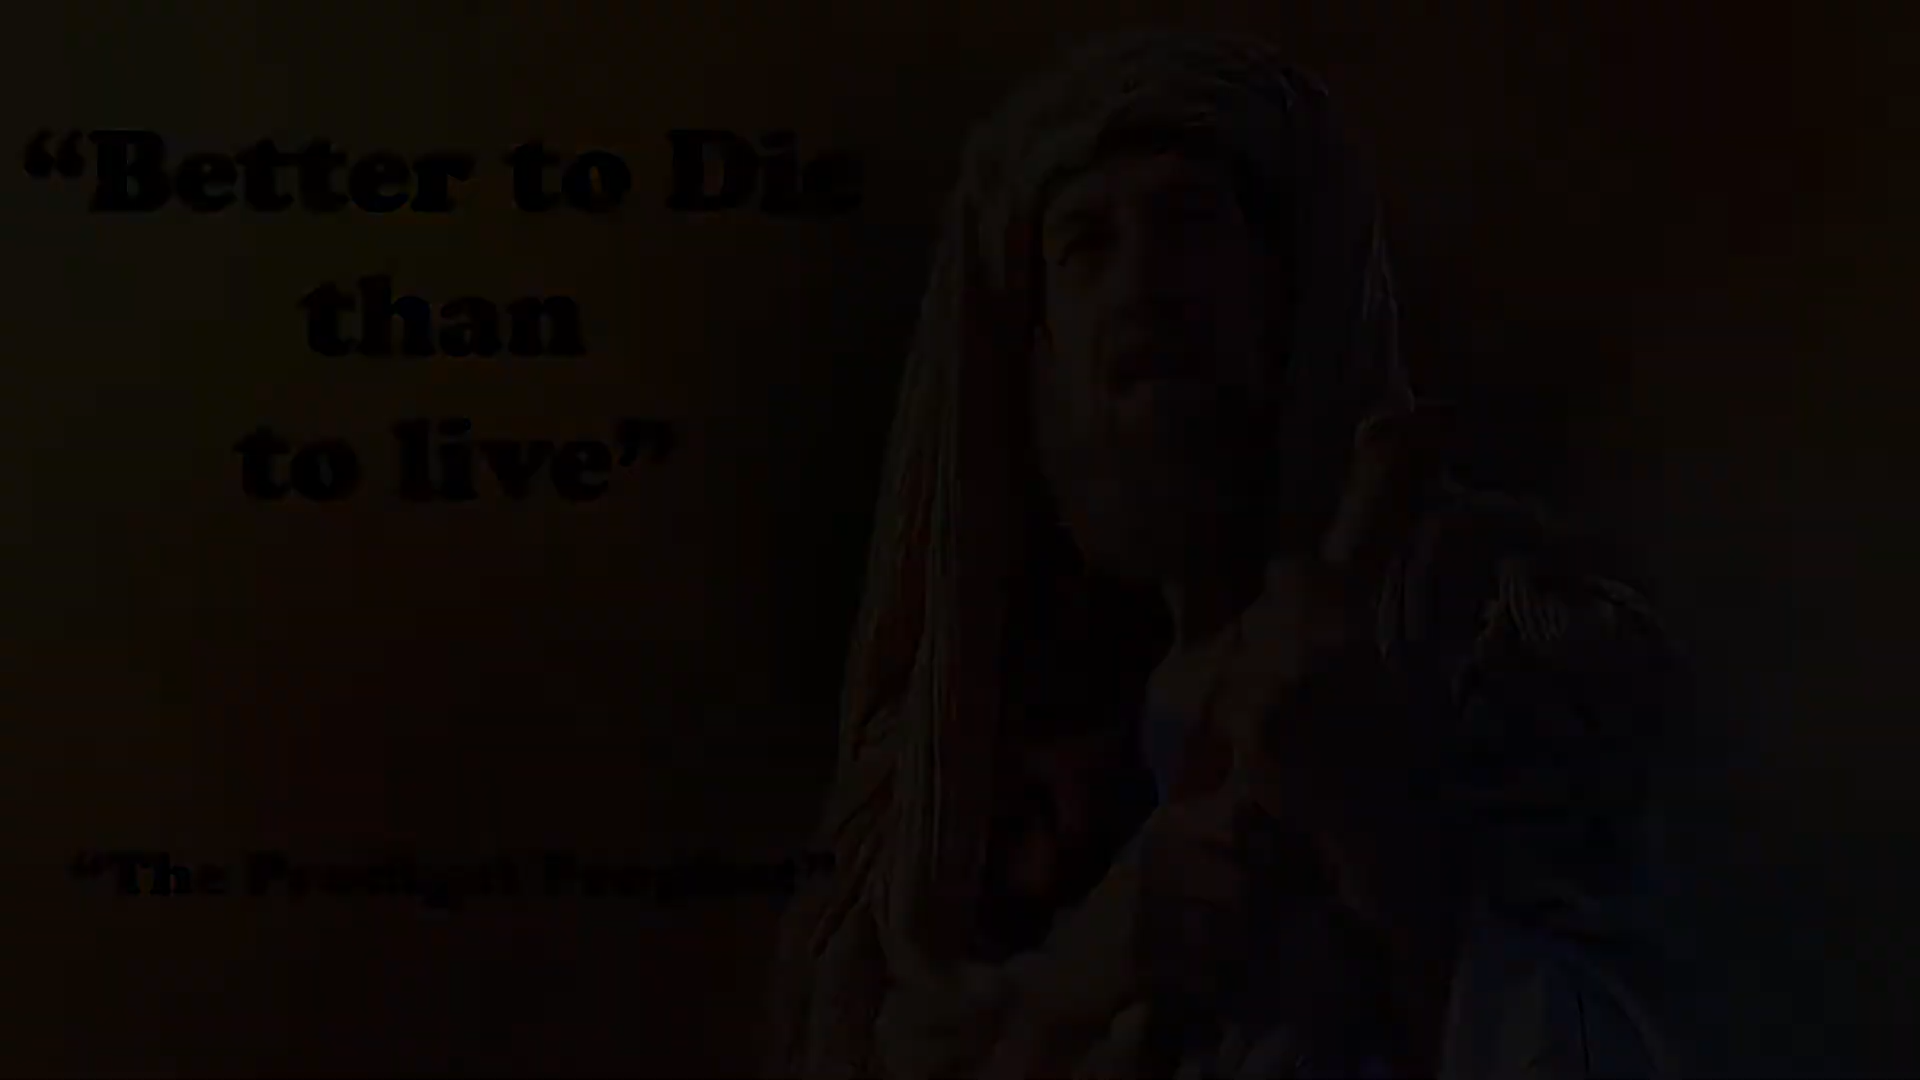 “Better to Die
than
to live”
“The Prodigal Prophet”